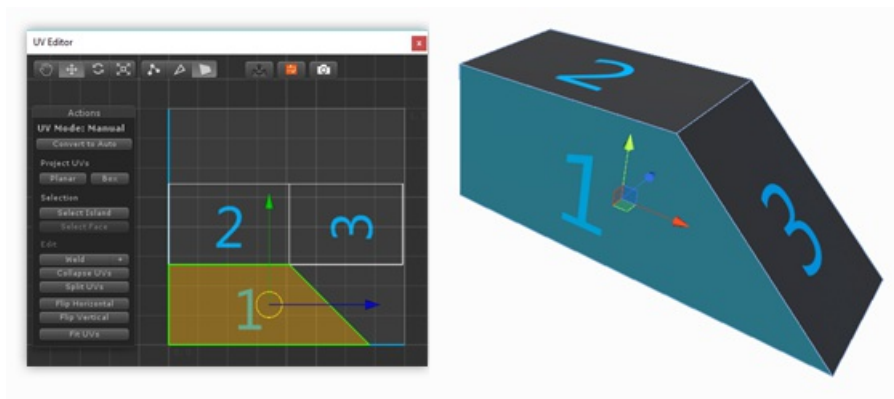 UV Editor
x
Actions
UV Mode: Manual
Convert to Auto
Project UVs
Planar Box
Selection
Select Island
Select Face
Edit
Weld +
Collapse UVs
Split UVs
Flip Horizontal
Flip Vertical
Fit UVs
2 3
1
2
1
3